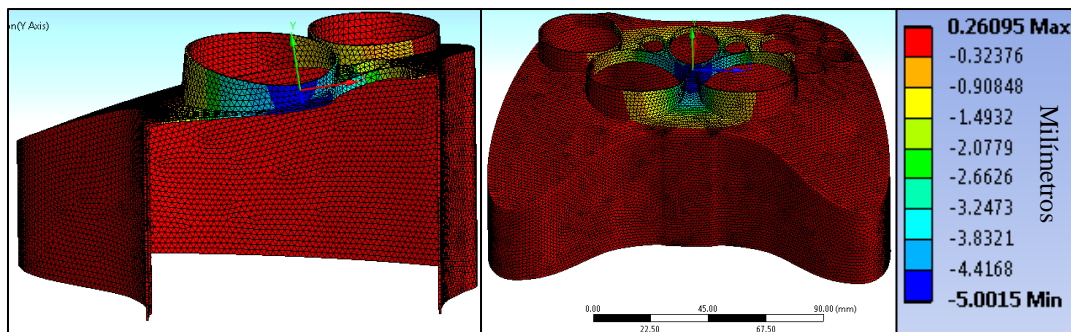 on(Y Axis)
Y
0.00
45.00
90.00 (mm)
22.50
67.50
0.26095 Max
-0.32376
-0.90848
-1.4932
-2.0779
-2.6626
-3.2473
-3.8321
-4.4168
-5.0015 Min
Milímetros